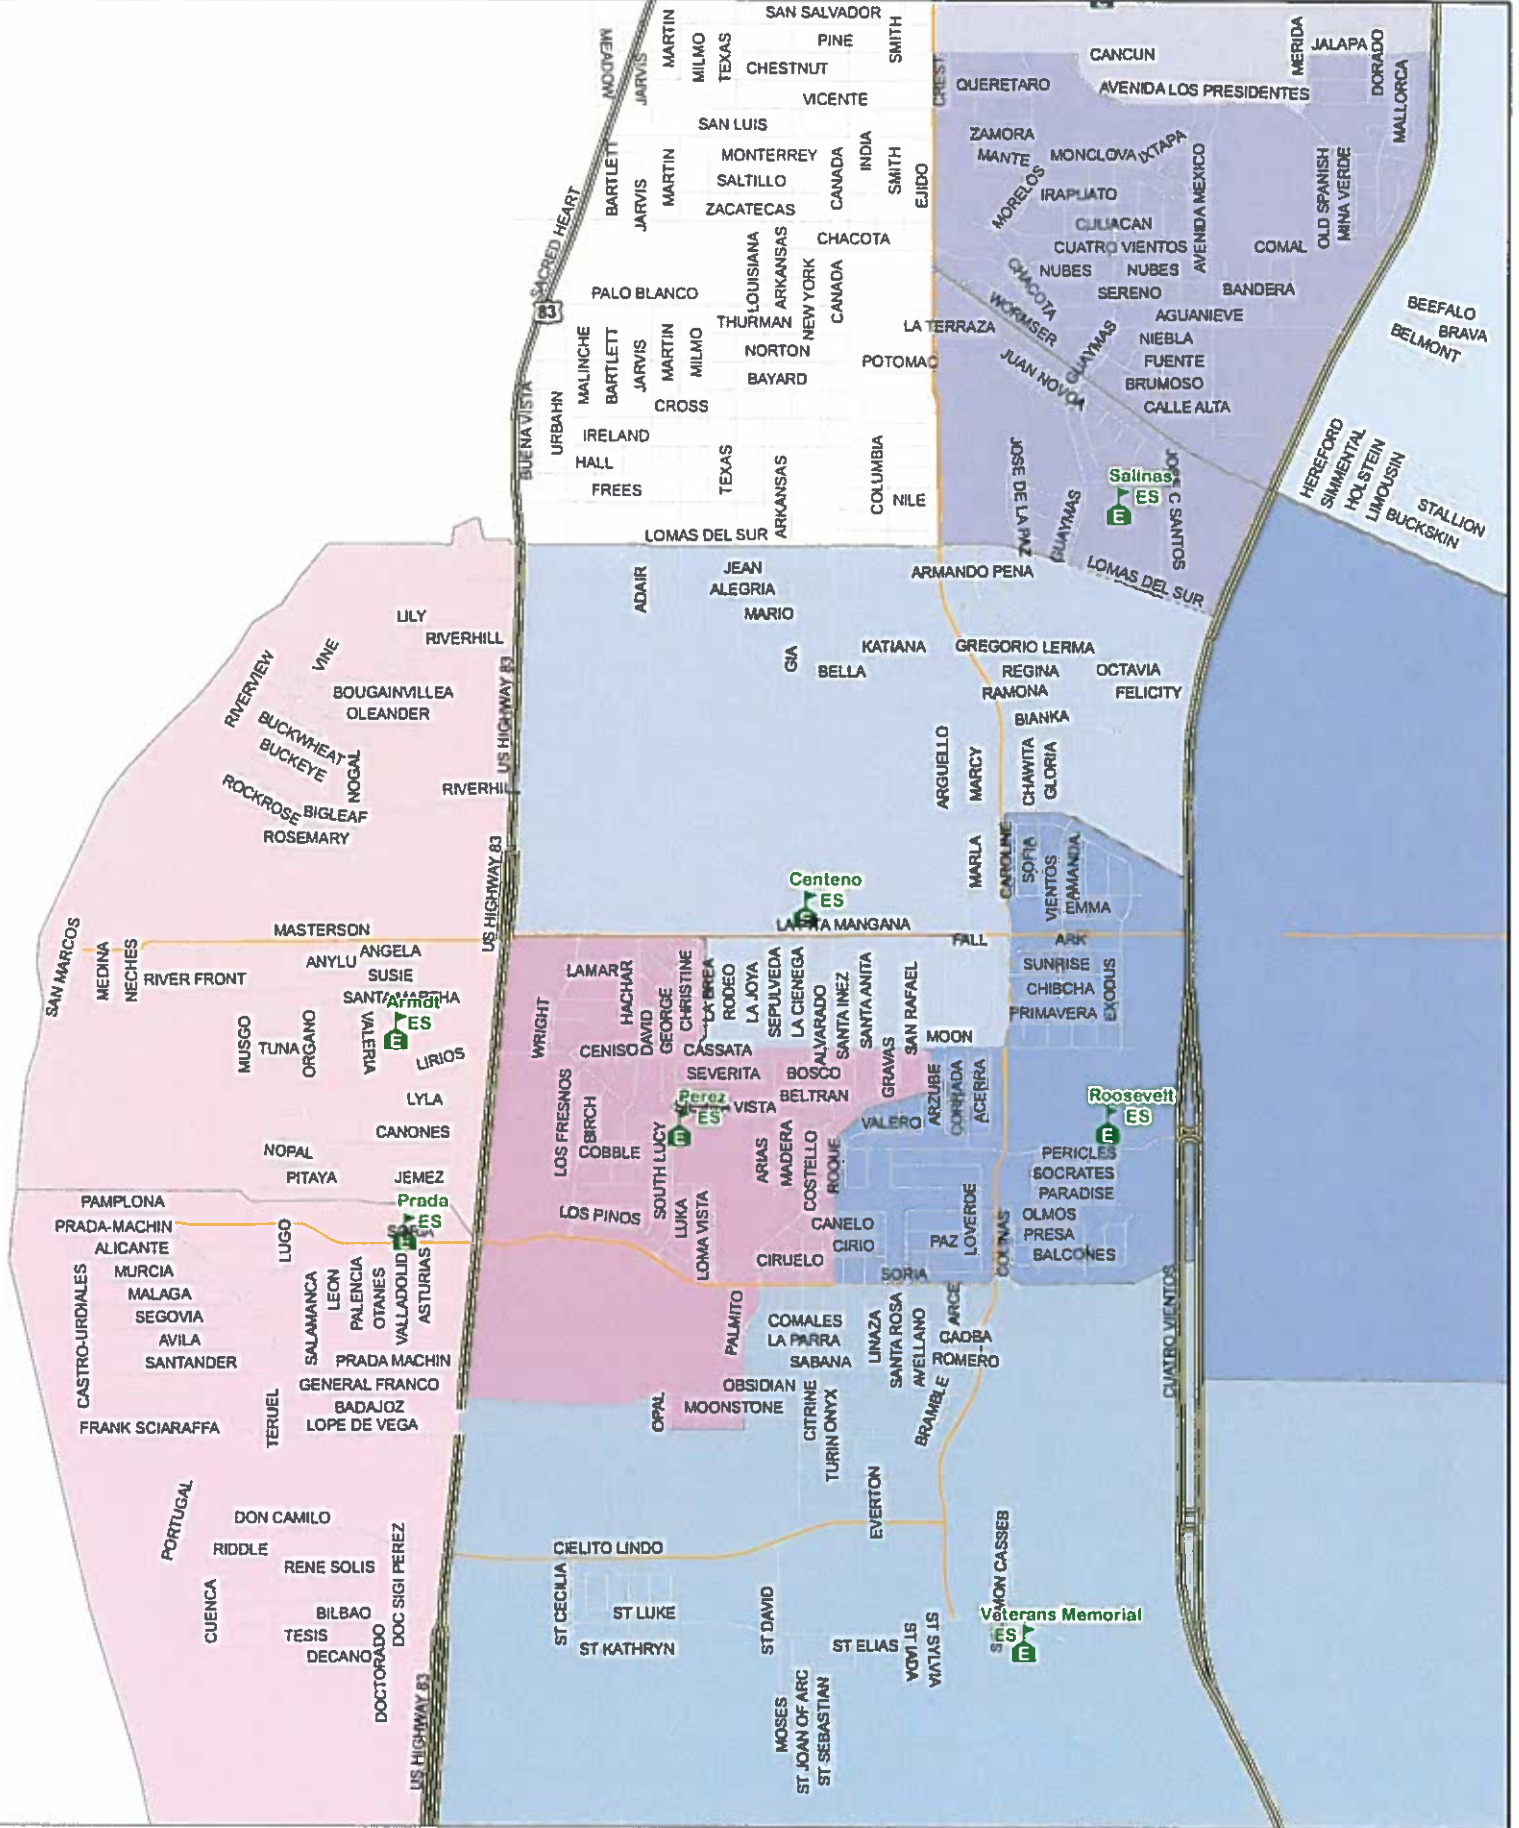 SAN SALVADOR
PINE
CHESTNUT
VICENTE
SAN LUIS
MONTERREY
SALTILLO
ZACATECAS
CHACOTA
MEADOW
JARVIS
MARTIN
MILMO
TEXAS
SMITH
CREST
BARTLETT
JARVIS
MARTIN
CANADA
INDIA
SMITH
EJIDO
SACRED HEART
83
PALO BLANCO
LOUISIANA
ARKANSAS
NEW YORK
CANADA
THURMAN
NORTON
BAYARD
LA TERRAZA
POTOMAC
BUENA VISTA
URBAHN
MALINCHE
BARTLETT
JARVIS
MARTIN
MILMO
CROSS
IRELAND
HALL
FREES
TEXAS
ARKANSAS
COLUMBIA
NILE
LOMAS DEL SUR
CANCUN
MERIDA
JALAPA
DORADO
MALLORCA
QUERETARO
AVENIDA LOS PRESIDENTES
ZAMORA
MANTE
MONCLOVA
IXTAPA
MORELOS
IRAPUATO
CULIACAN
CUATRO VIENTOS
AVENIDA MEXICO
COMAL
OLD SPANISH
MINA VERDE
CHACOTA
NUBES
NUBES
SERENO
BANDERA
WORMSER
AGUANIEVE
NIEBLA
GUAYMAS
FUENTE
JUAN NOVOA
BRUMOSO
CALLE ALTA
BEEFALO
BRAVA
BELMONT
HEREFORD
SIMMENTAL
HOLSTEIN
LIMOUSIN
STALLION
BUCKSKIN
JOSE DE LA PAZ
GUAYMAS
Salinas
ES
E
C SANTOS
LOMAS DEL SUR
ARMANDO PENA
ADAIR
JEAN
ALEGRIA
MARIO
GIA
KATIANA
BELLA
GREGORIO LERMA
REGINA
OCTAVIA
RAMONA
FELICITY
BIANKA
ARGUELLO
MARCY
CHAWITA
GLORIA
LILY
RIVERHILL
VINE
RIVERVIEW
BOUGAINVILLEA
OLEANDER
BUCKWHEAT
BUCKEYE
NOGAL
ROCKROSE
BIGLEAF
ROSEMARY
US HIGHWAY 83
US HIGHWAY 83
MARLA
CAROLINE
SOFIA
VIENTOS
AMANDA
EMMA
Centeno
ES
MANGANA
FALL
ARK
SUNRISE
CHIBCHA
PRIMAVERA
EXODUS
SAN MARCOS
MEDINA
NECHES
MASTERSON
ANGELA
ANYLU
SUSIE
RIVER FRONT
Armdt
ES
E
MUSGO
TUNA
ORGANO
VALERIA
LIRIOS
LYLA
CANONES
NOPAL
PITAYA
JEMEZ
LAMAR
WRIGHT
HACHAR
DAVID
GEORGE
CHRISTINE
LA BREA
RODEO
LA JOYA
SEPULVEDA
LA CIENEGA
ALVARADO
SANTA INEZ
SANTA ANITA
SAN RAFAEL
MOON
CENISO
CASSATA
SEVERITA
BOSCO
GRAVAS
BELTRAN
Perez
ES
E
VISTA
LOS FRESNOS
BIRCH
COBBLE
SOUTH LUCY
VALERO
ARZUBE
CORRADA
ACERRA
Roosevelt
ES
E
ARIAS
MADERA
COSTELLO
ROQUE
LOS PINOS
LUKA
LOMA VISTA
PERICLES
SOCRATES
PARADISE
OLMOS
PRESA
BALCONES
CANELO
CIRIO
CIRUELO
PAZ
LOVERDE
COLINAS
SORIA
PAMPLONA
Prada
ES
E
PRADA-MACHIN
ALICANTE
MURCIA
MALAGA
SEGOVIA
AVILA
SANTANDER
LUGO
CASTRO-URDIALES
SALAMANCA
LEON
PALENCIA
OTANES
VALLADOLID
ASTURIAS
PRADA MACHIN
GENERAL FRANCO
BADAJOZ
LOPE DE VEGA
FRANK SCIARAFFA
TERUEL
PALMITO
COMALES
LA PARRA
SABANA
OBSIDIAN
MOONSTONE
OPAL
CITRINE
ONYX
TURIN
LINAZA
SANTA ROSA
AVELLANO
ARCE
CAOBA
ROMERO
BRAMBLE
CUATRO VIENTOS
EVERTON
PORTUGAL
DON CAMILO
RIDDLE
RENE SOLIS
CUENCA
BILBAO
TESIS
DECANO
DOCTORADO
DOC SIGI PEREZ
US HIGHWAY 83
CIELITO LINDO
ST CECILIA
ST LUKE
ST KATHRYN
ST DAVID
ST ELIAS
ST JADA
ST SYLVIA
Veterans Memorial
ES
E
MOSES
ST JOAN OF ARC
ST SEBASTIAN